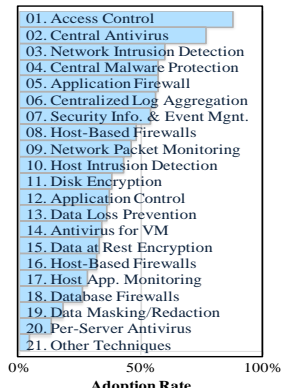 01. Access Control
02. Central Antivirus
03. Network Intrusion Detection
04. Central Malware Protection
05. Application Firewall
06. Centralized Log Aggregation
07. Security Info. & Event Mgnt.
08. Host-Based Firewalls
09. Network Packet Monitoring
10. Host Intrusion Detection
11. Disk Encryption
12. Application Control
13. Data Loss Prevention
14. Antivirus for VM
15. Data at Rest Encryption
16. Host-Based Firewalls
17. Host App. Monitoring
18. Database Firewalls
19. Data Masking/Redaction
20. Per-Server Antivirus
21. Other Techniques
0% 50% 100%
Adoption Rate